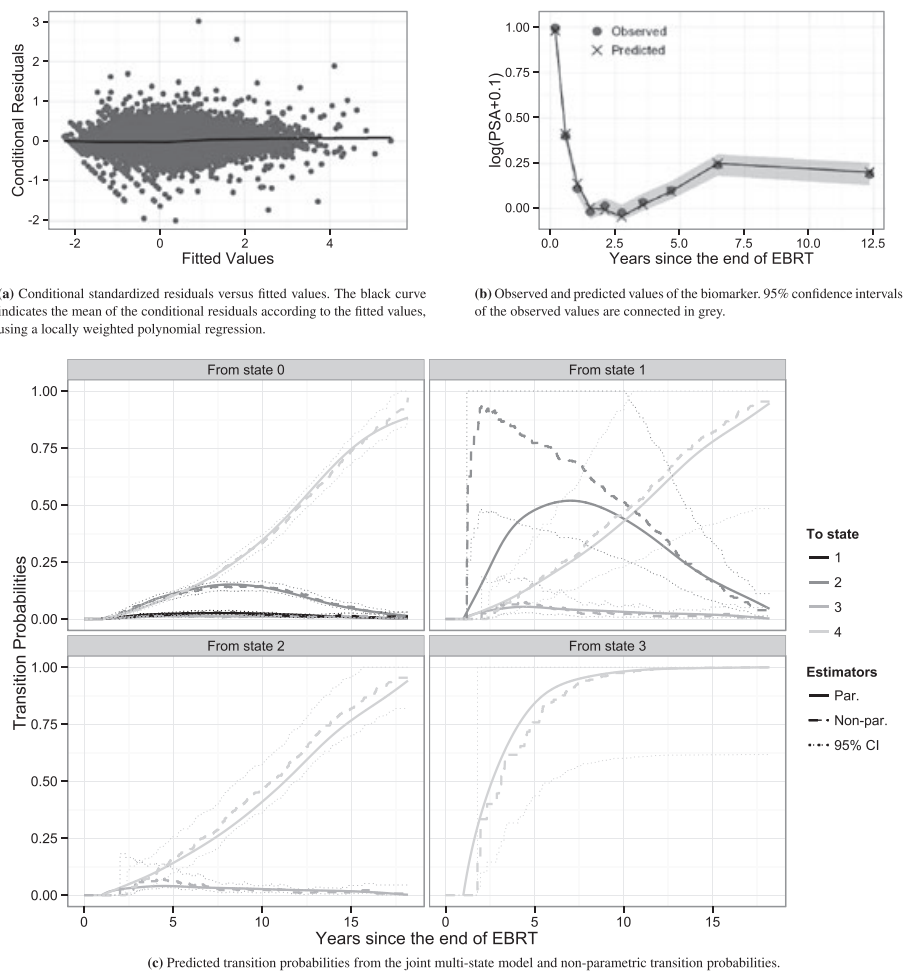 3
2
1
0
-1
-2
Conditional Residuals
-2 0 2 4
Fitted Values
1.00
0.75
0.50
0.25
0.00
log(PSA+0.1)
Observed
Predicted
0.0 2.5 5.0 7.5 10.0 12.5
Years since the end of EBRT
(a) Conditional standardized residuals versus fitted values. The black curve
indicates the mean of the conditional residuals according to the fitted values,
using a locally weighted polynomial regression.
(b) Observed and predicted values of the biomarker. 95% confidence intervals
of the observed values are connected in grey.
From state 0
From state 1
1.00
0.75
0.50
0.25
0.00
From state 2
From state 3
1.00
0.75
0.50
0.25
0.00
Transition Probabilities
0 5 10 15
0 5 10 15
Years since the end of EBRT
To state
1
2
3
4
Estimators
Par.
Non-par.
95% CI
(c) Predicted transition probabilities from the joint multi-state model and non-parametric transition probabilities.